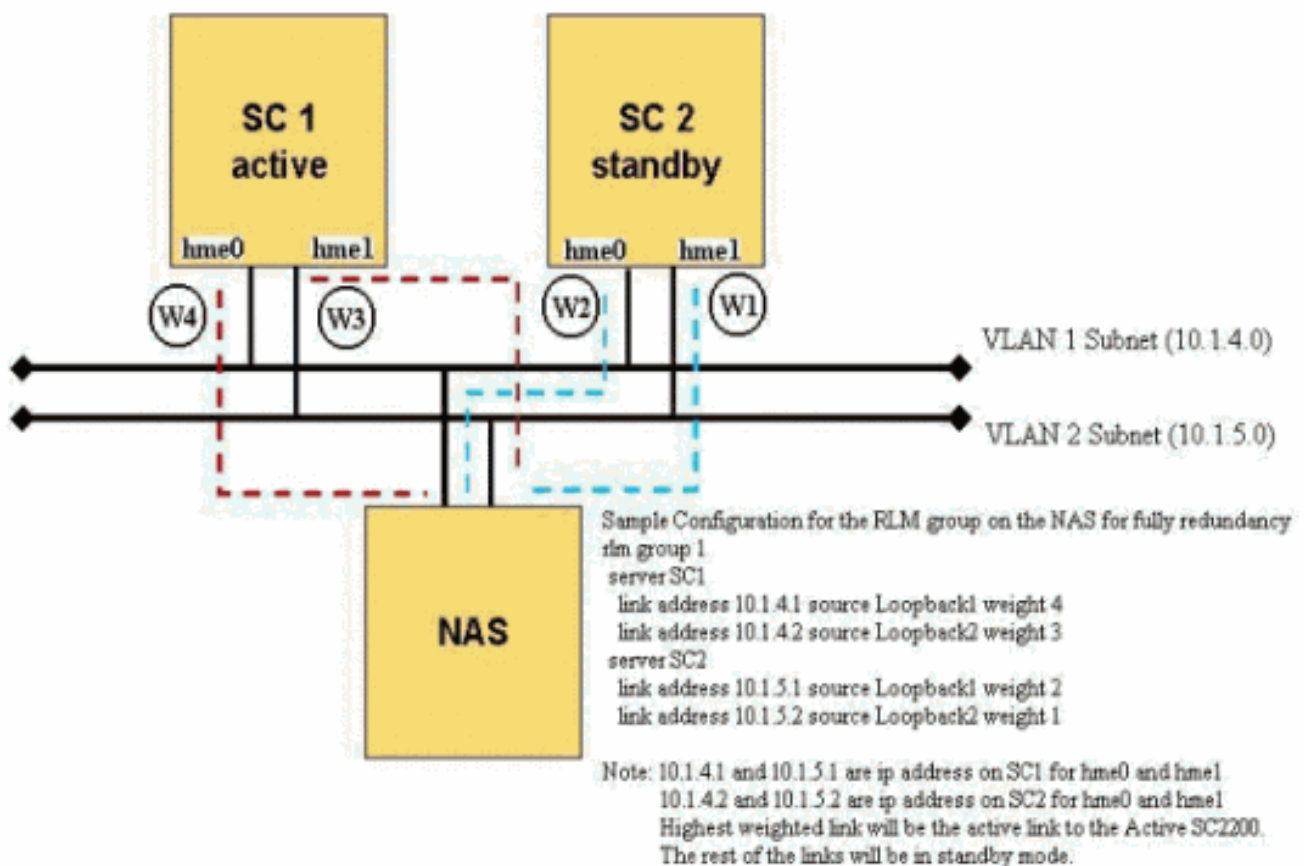 SC 1
active
SC 2
standby
hme0
hme1
hme0
hme1
W4
W3
W2
W1
VLAN 1 Subnet (10.1.4.0)
VLAN 2 Subnet (10.1.5.0)
NAS
Sample Configuration for the RLM group on the NAS for fully redundancy
rlm group 1
server SC1
link address 10.1.4.1 source Loopback1 weight 4
link address 10.1.4.2 source Loopback2 weight 3
server SC2
link address 10.1.5.1 source Loopback1 weight 2
link address 10.1.5.2 source Loopback2 weight 1
Note: 10.1.4.1 and 10.1.5.1 are ip address on SC1 for hme0 and hme1
10.1.4.2 and 10.1.5.2 are ip address on SC2 for hme0 and hme1
Highest weighted link will be the active link to the Active SC2200.
The rest of the links will be in standby mode.